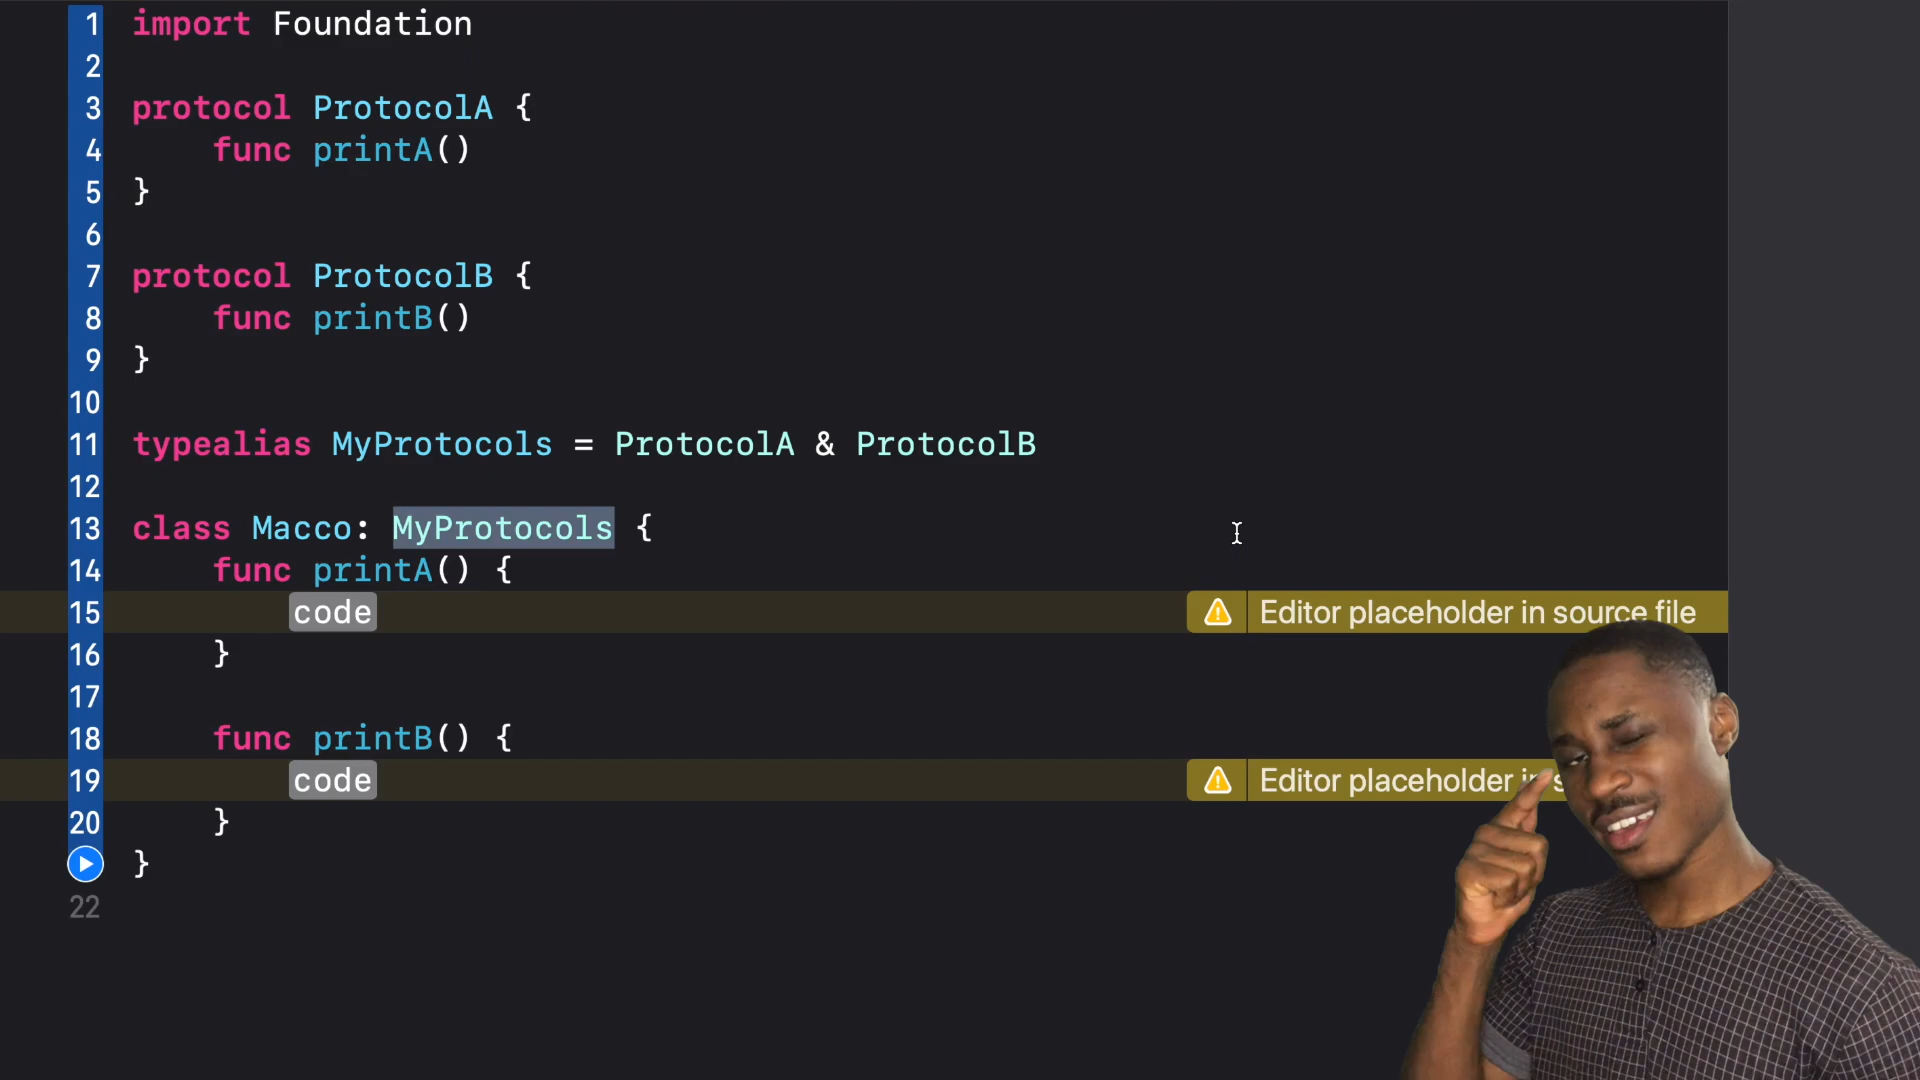 1 import Foundation
2
3 protocol ProtocolA {
4 func printA()
5 }
6
7 protocol ProtocolB {
8 func printB()
9 }
10
11 typealias MyProtocols = ProtocolA & ProtocolB
12
13 class Macco: MyProtocols {
14 func printA() {
15 code Editor placeholder in source file
16 }
17
18 func printB() {
19 code Editor placeholder in
20 }
}
22